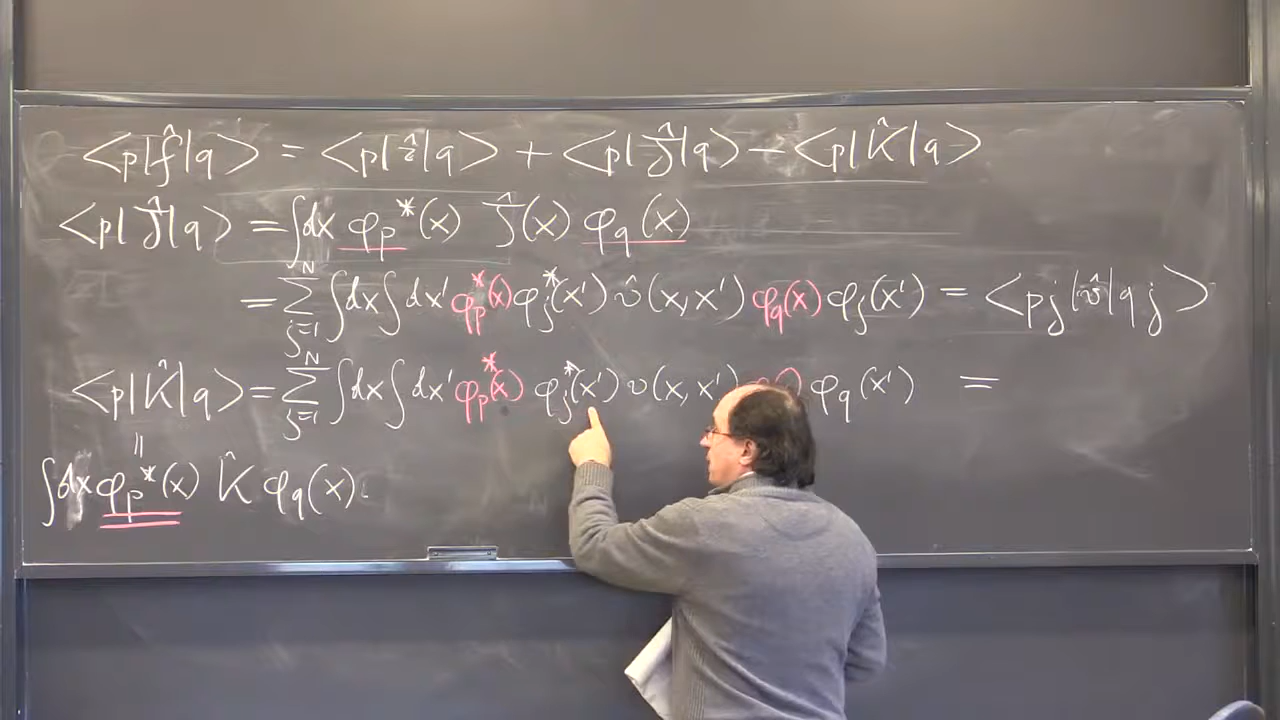 <p|f̂|q> = <p|ẑ|q> + <p|Ĵ|q> - <p|K̂|q>
<p|Ĵ|q> = ∫dx φp*(x) Ĵ(x) φq(x)
= Σ_{j=1}^{N} ∫dx ∫dx' φp*(x) φj*(x') v̂(x,x') φq(x) φj(x') = <pj|v̂|qj>
<p|K̂|q> = Σ_{j=1}^{N} ∫dx ∫dx' φp*(x) φj*(x') v(x,x') φq(x') =
=
∫dx φp*(x) K̂ φq(x)